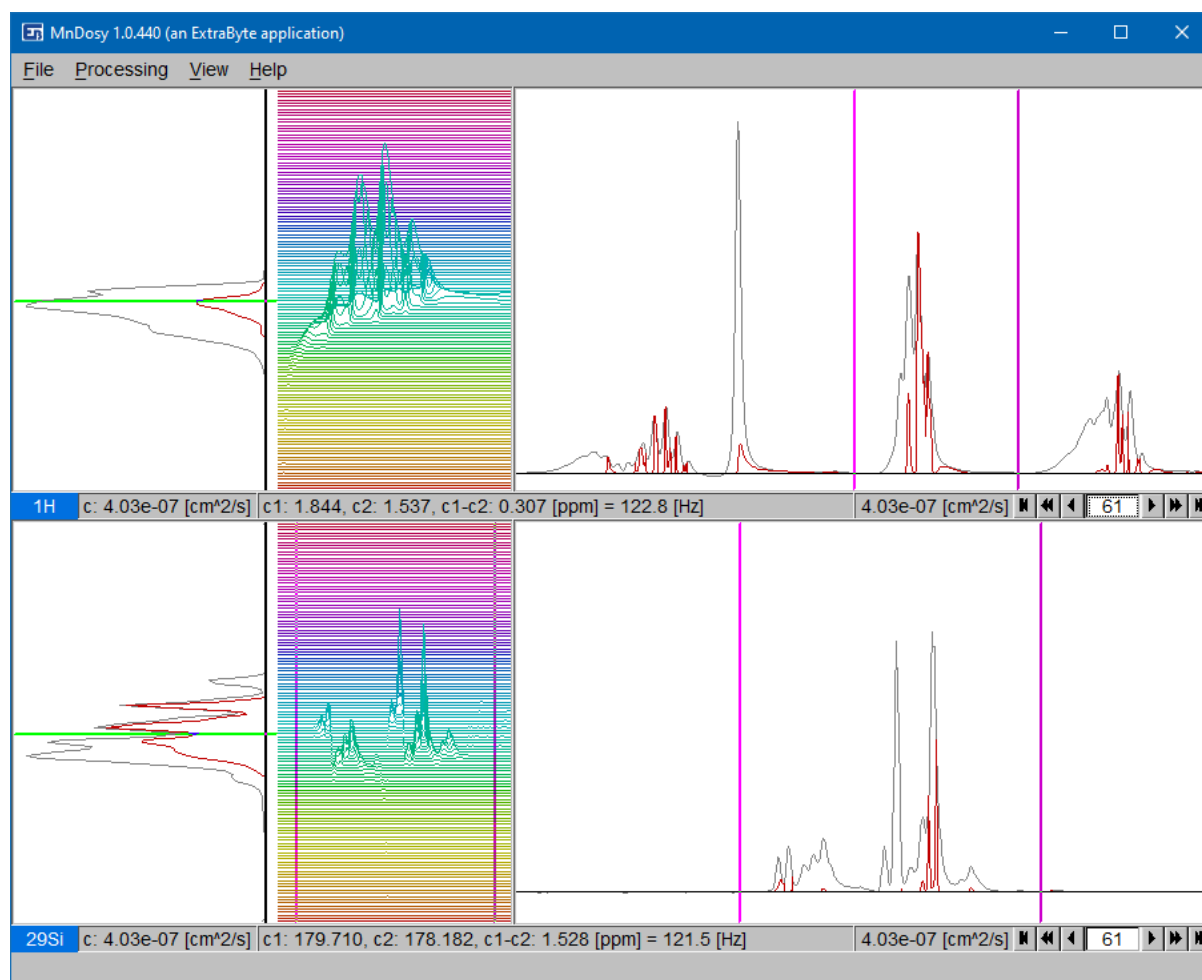 MnDosy 1.0.440 (an ExtraByte application)
File Processing View Help
1H c: 4.03e-07 [cm^2/s] c1: 1.844, c2: 1.537, c1-c2: 0.307 [ppm] = 122.8 [Hz] 4.03e-07 [cm^2/s] 61
29Si c: 4.03e-07 [cm^2/s] c1: 179.710, c2: 178.182, c1-c2: 1.528 [ppm] = 121.5 [Hz] 4.03e-07 [cm^2/s] 61